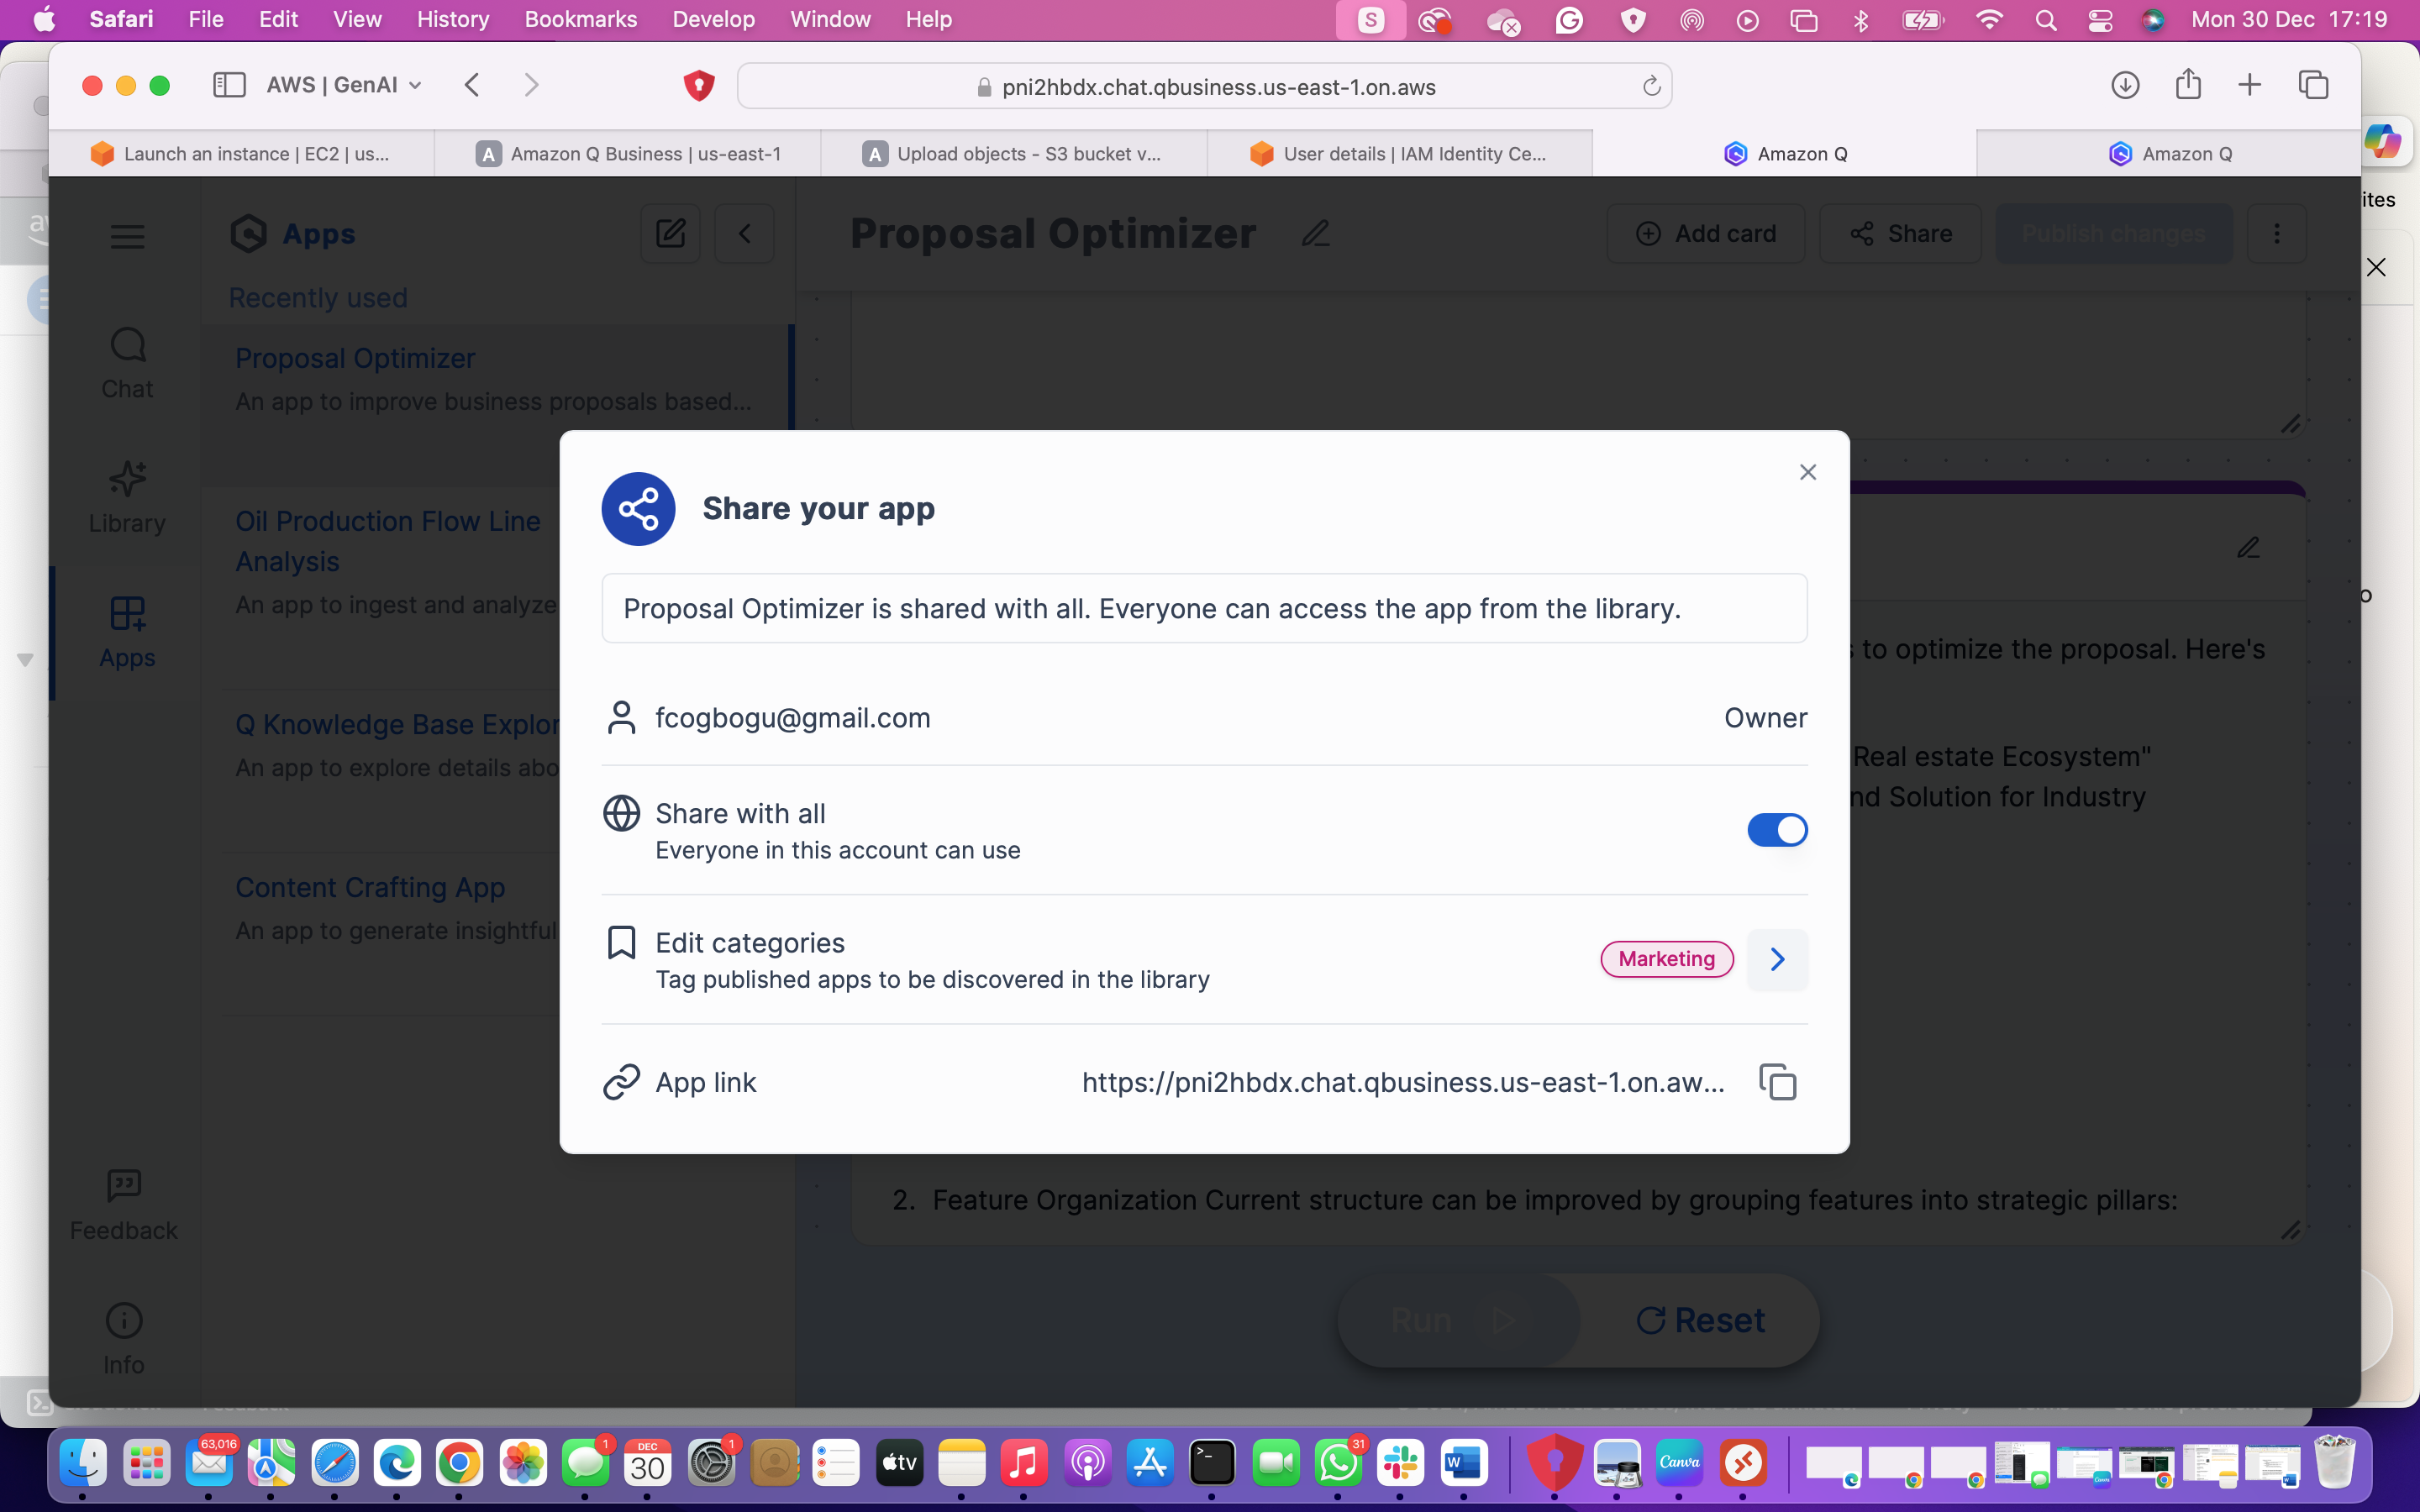 Safari File Edit View History Bookmarks Develop Window Help Mon 30 Dec 17:19
AWS | GenAI pni2hbdx.chat.qbusiness.us-east-1.on.aws
Launch an instance | EC2 | us... Amazon Q Business | us-east-1 Upload objects - S3 bucket v... User details | IAM Identity Ce... Amazon Q Amazon Q
ites
Apps Proposal Optimizer Add card Share Publish changes
Recently used
Proposal Optimizer
An app to improve business proposals based...
Chat
Library
Oil Production Flow Line
Analysis
An app to ingest and analyze
Apps
Q Knowledge Base Explor
An app to explore details abo
Content Crafting App
An app to generate insightful
Feedback
Info
Share your app
Proposal Optimizer is shared with all. Everyone can access the app from the library.
fcogbogu@gmail.com Owner
Share with all
Everyone in this account can use
Edit categories Marketing
Tag published apps to be discovered in the library
App link https://pni2hbdx.chat.qbusiness.us-east-1.on.aw...
to optimize the proposal. Here's
Real estate Ecosystem"
nd Solution for Industry
2. Feature Organization Current structure can be improved by grouping features into strategic pillars:
Run Reset
63,016 1 DEC 30 1 tv 31 W Canva